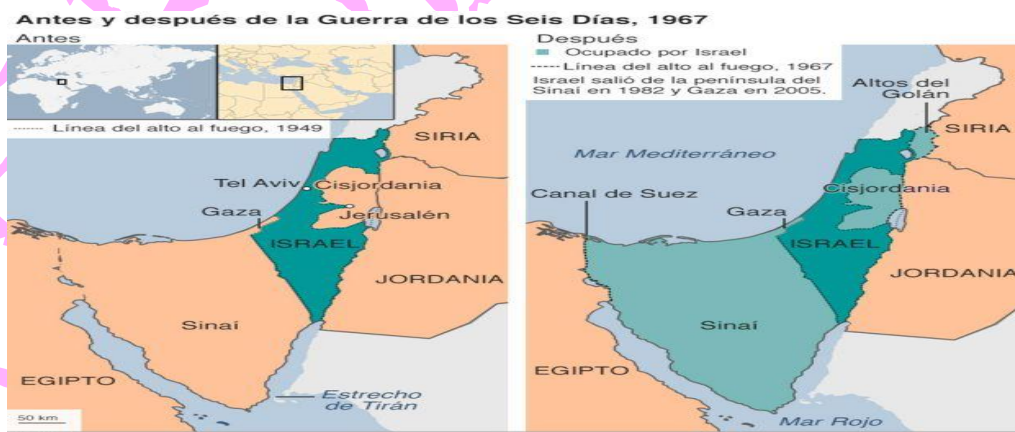 Antes y después de la Guerra de los Seis Días, 1967
Antes
Línea del alto al fuego, 1949
SIRIA
Tel Aviv
Cisjordania
Gaza
Jerusalén
ISRAEL
JORDANIA
Sinaí
EGIPTO
Estrecho
de Tirán
50 km
Después
Ocupado por Israel
Línea del alto al fuego, 1967
Israel salió de la península del
Sinaí en 1982 y Gaza en 2005.
Altos del
Golán
SIRIA
Mar Mediterráneo
Cisjordania
Canal de Suez
Gaza
ISRAEL
JORDANIA
Sinaí
EGIPTO
Mar Rojo